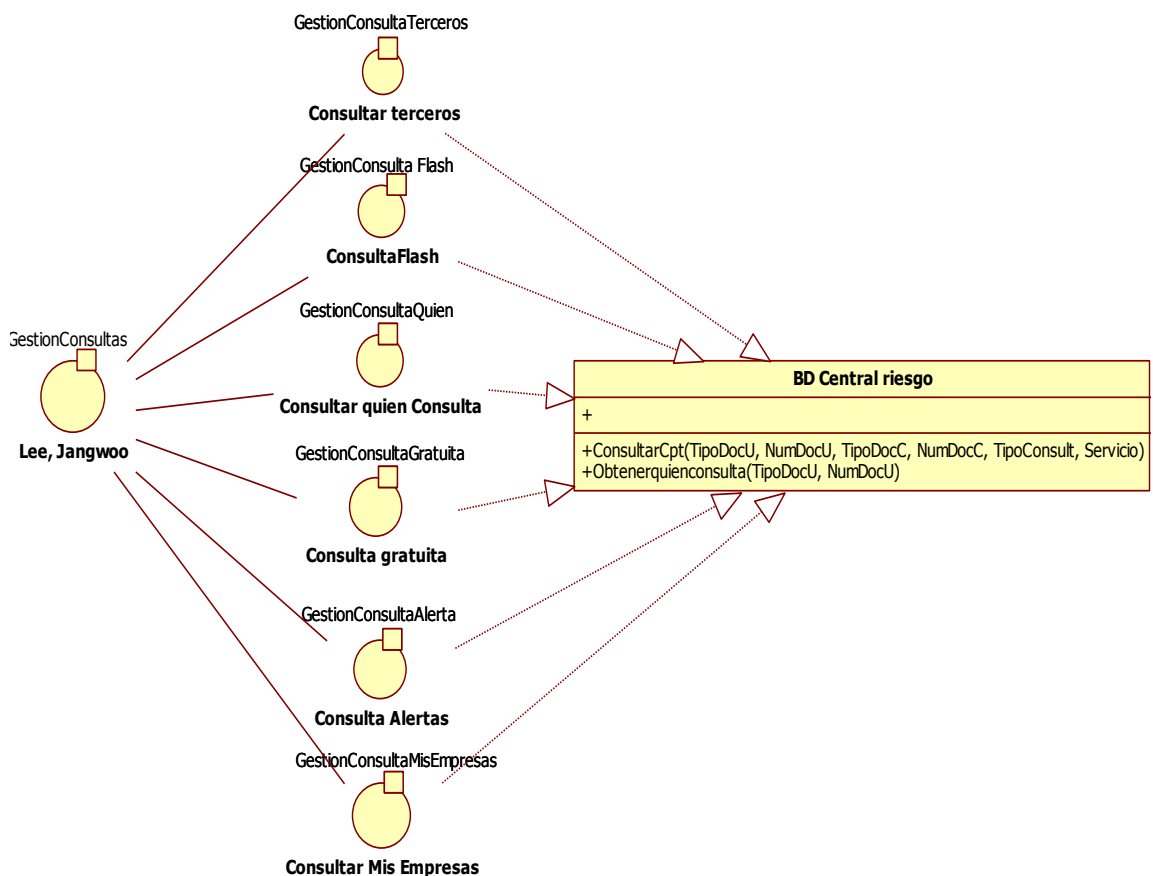 GestionConsultaTerceros
Consultar terceros
GestionConsulta Flash
ConsultaFlash
GestionConsultaQuien
Consultar quien Consulta
GestionConsultas
Lee, Jangwoo
BD Central riesgo
+
+ConsultarCpt(TipoDocU, NumDocU, TipoDocC, NumDocC, TipoConsult, Servicio)
+Obtenerquienconsulta(TipoDocU, NumDocU)
GestionConsultaGratuita
Consulta gratuita
GestionConsultaAlerta
Consulta Alertas
GestionConsultaMisEmpresas
Consultar Mis Empresas